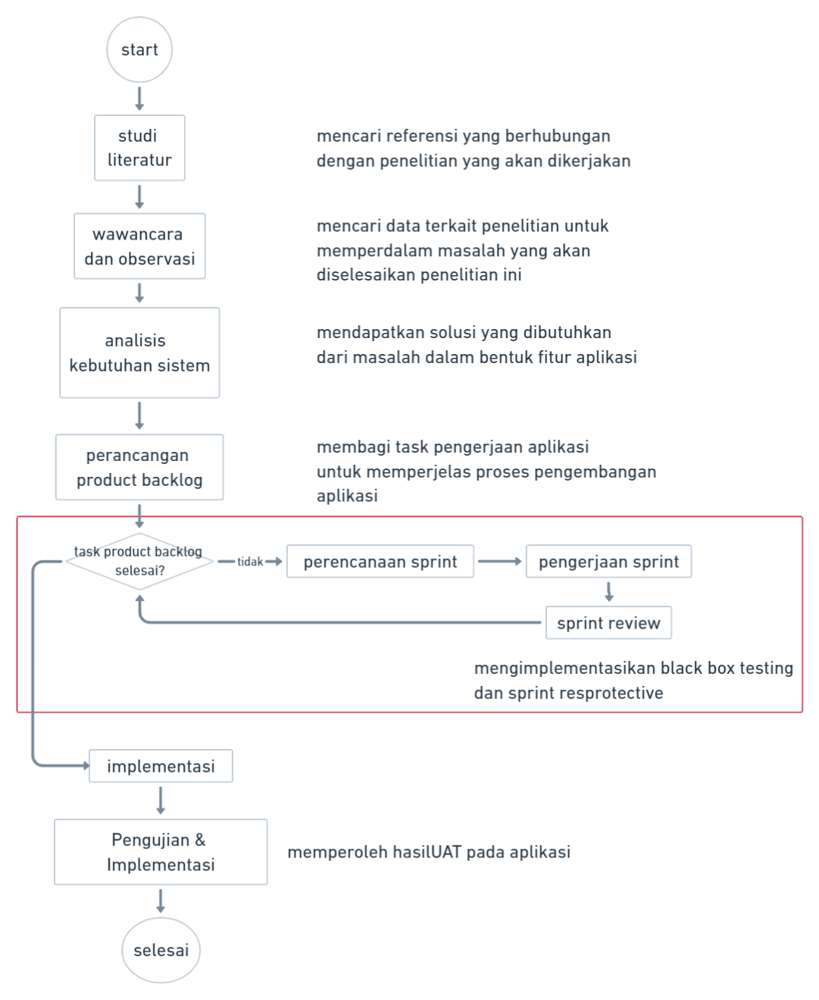 start
studi
literatur
mencari referensi yang berhubungan
dengan penelitian yang akan dikerjakan
wawancara
dan observasi
mencari data terkait penelitian untuk
memperdalam masalah yang akan
diselesaikan penelitian ini
analisis
kebutuhan sistem
mendapatkan solusi yang dibutuhkan
dari masalah dalam bentuk fitur aplikasi
perancangan
product backlog
membagi task pengerjaan aplikasi
untuk memperjelas proses pengembangan
aplikasi
task product backlog
selesai?
tidak
perencanaan sprint
pengerjaan sprint
sprint review
mengimplementasikan black box testing
dan sprint resprotective
implementasi
Pengujian &
Implementasi
memperoleh hasilUAT pada aplikasi
selesai